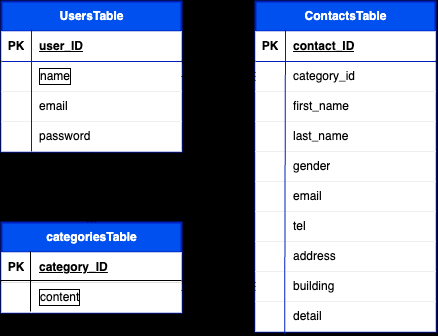 UsersTable
PK user_ID
name
email
password
categoriesTable
PK category_ID
content
ContactsTable
PK contact_ID
category_id
first_name
last_name
gender
email
tel
address
building
detail